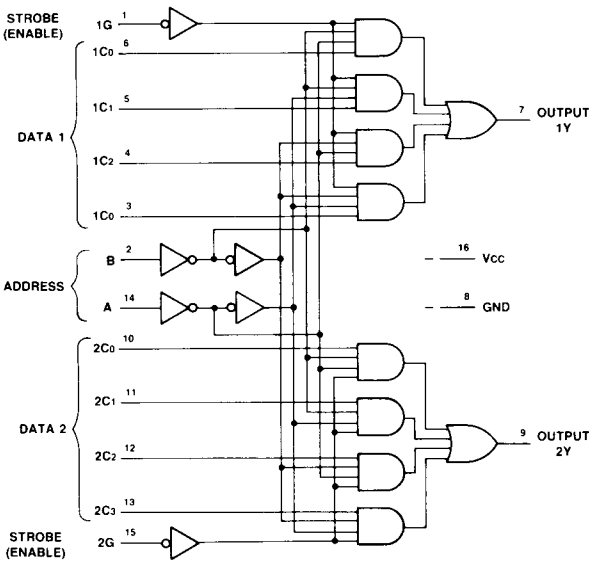 STROBE
(ENABLE)
1G 1
1C0 6
1C1 5
DATA 1
1C2 4
1C0 3
7 OUTPUT
1Y
B 2
ADDRESS
A 14
16 VCC
8 GND
2C0 10
2C1 11
DATA 2
2C2 12
2C3 13
9 OUTPUT
2Y
STROBE
(ENABLE)
2G 15